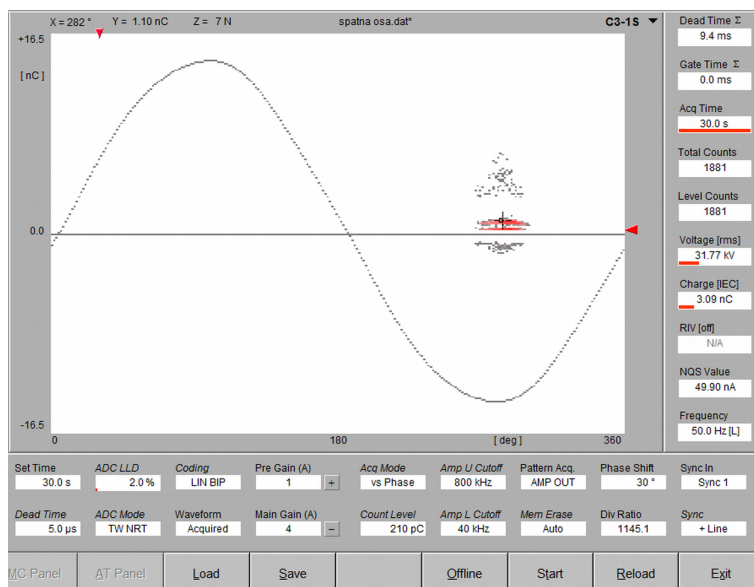 X = 282 °   Y = 1.10 nC   Z = 7 N   spatna osa.dat*   C3-1S
+16.5
[ nC ]
0.0
-16.5
0   180   [ deg ]   360
Dead Time Σ
9.4 ms
Gate Time Σ
0.0 ms
Acq Time
30.0 s
Total Counts
1881
Level Counts
1881
Voltage [rms]
31.77 kV
Charge [IEC]
3.09 nC
RIV [off]
N/A
NQS Value
49.90 nA
Frequency
50.0 Hz [L]
Set Time   ADC LLD   Coding   Pre Gain (A)   Acq Mode   Amp U Cutoff   Pattern Acq.   Phase Shift   Sync In
30.0 s   2.0 %   LIN BIP   1   +   vs Phase   800 kHz   AMP OUT   30 °   Sync 1
Dead Time   ADC Mode   Waveform   Main Gain (A)   Count Level   Amp L Cutoff   Mem Erase   Div Ratio   Sync
5.0 µs   TW NRT   Acquired   4   −   210 pC   40 kHz   Auto   1145.1   + Line
MC Panel   AT Panel   Load   Save   Offline   Start   Reload   Exit